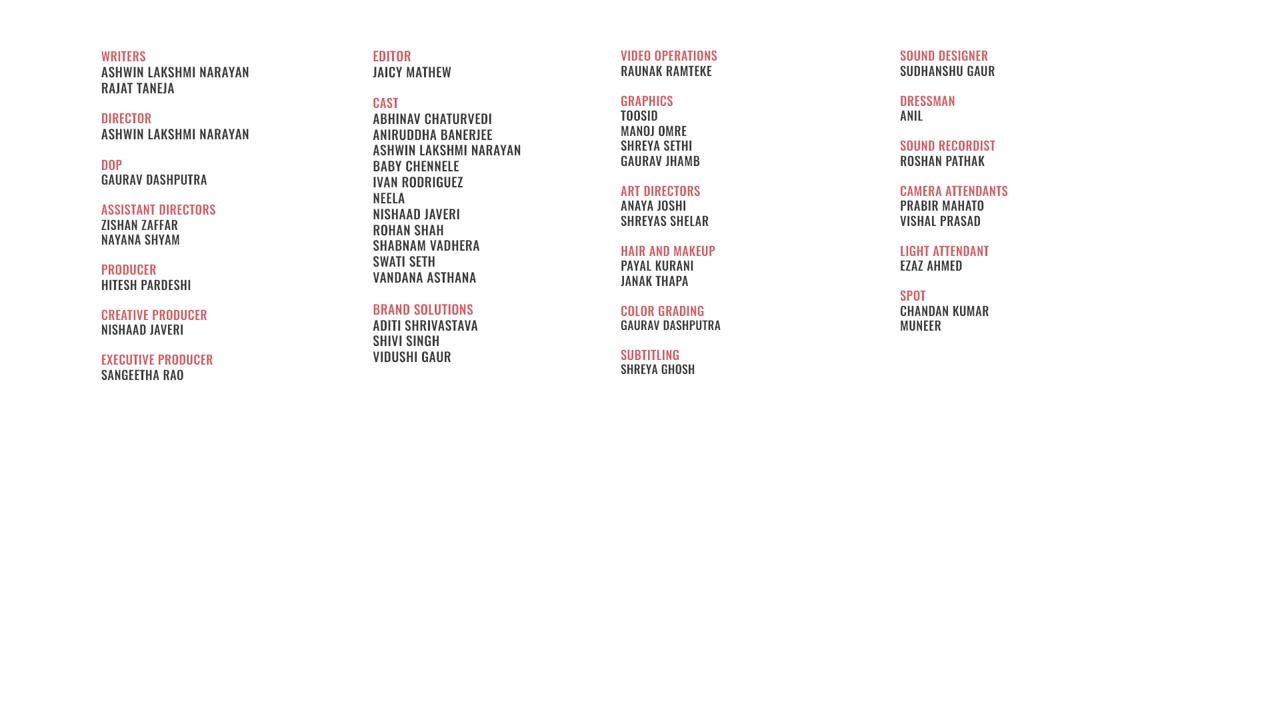 WRITERS
ASHWIN LAKSHMI NARAYAN
RAJAT TANEJA
DIRECTOR
ASHWIN LAKSHMI NARAYAN
DOP
GAURAV DASHPUTRA
ASSISTANT DIRECTORS
ZISHAN ZAFFAR
NAYANA SHYAM
PRODUCER
HITESH PARDESHI
CREATIVE PRODUCER
NISHAAD JAVERI
EXECUTIVE PRODUCER
SANGEETHA RAO
EDITOR
JAICY MATHEW
CAST
ABHINAV CHATURVEDI
ANIRUDDHA BANERJEE
ASHWIN LAKSHMI NARAYAN
BABY CHENNELE
IVAN RODRIGUEZ
NEELA
NISHAAD JAVERI
ROHAN SHAH
SHABNAM VADHERA
SWATI SETH
VANDANA ASTHANA
BRAND SOLUTIONS
ADITI SHRIVASTAVA
SHIVI SINGH
VIDUSHI GAUR
VIDEO OPERATIONS
RAUNAK RAMTEKE
GRAPHICS
TOOSID
MANOJ OMRE
SHREYA SETHI
GAURAV JHAMB
ART DIRECTORS
ANAYA JOSHI
SHREYAS SHELAR
HAIR AND MAKEUP
PAYAL KURANI
JANAK THAPA
COLOR GRADING
GAURAV DASHPUTRA
SUBTITLING
SHREYA GHOSH
SOUND DESIGNER
SUDHANSHU GAUR
DRESSMAN
ANIL
SOUND RECORDIST
ROSHAN PATHAK
CAMERA ATTENDANTS
PRABIR MAHATO
VISHAL PRASAD
LIGHT ATTENDANT
EZAZ AHMED
SPOT
CHANDAN KUMAR
MUNEER